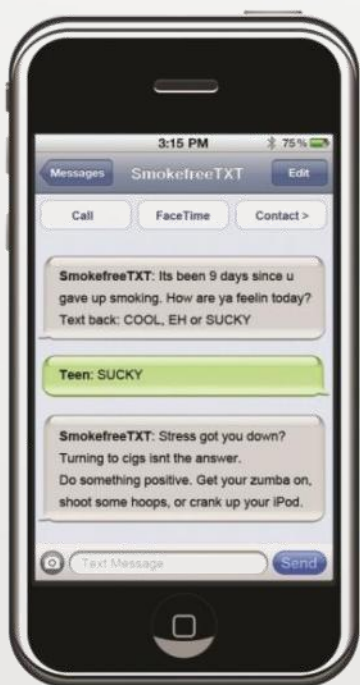 3:15 PM 75%
Messages SmokefreeTXT Edit
Call FaceTime Contact >
SmokefreeTXT: Its been 9 days since u
gave up smoking. How are ya feelin today?
Text back: COOL, EH or SUCKY
Teen: SUCKY
SmokefreeTXT: Stress got you down?
Turning to cigs isnt the answer.
Do something positive. Get your zumba on,
shoot some hoops, or crank up your iPod.
Text Message Send